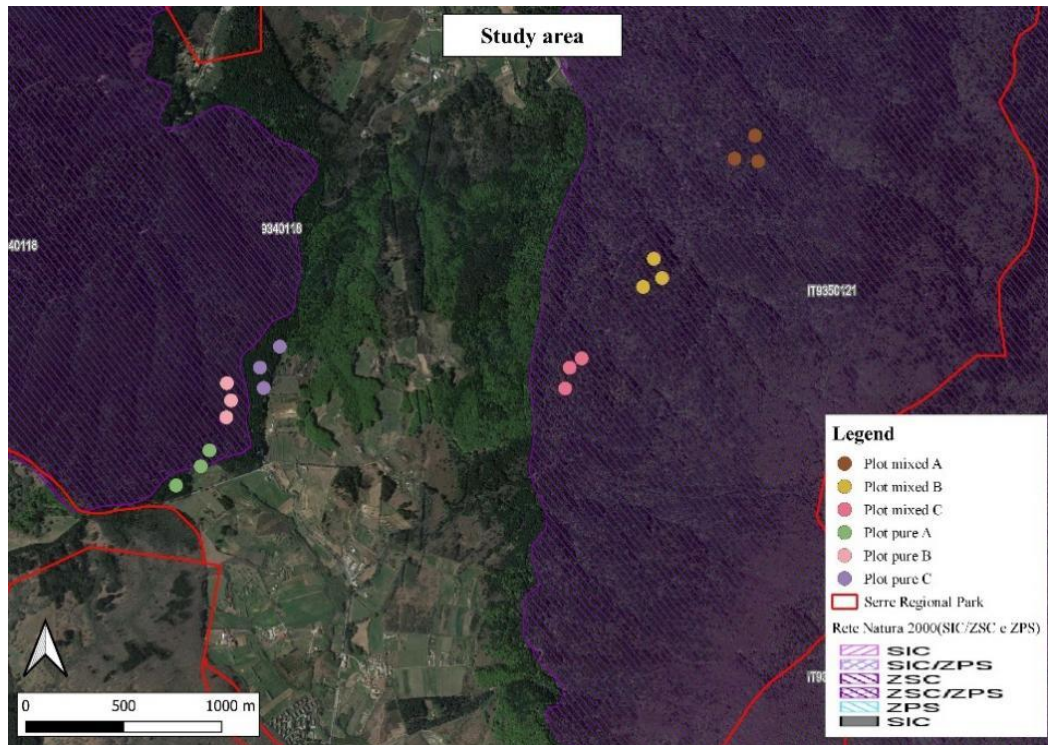 Study area
9340118
40118
IT9350121
Legend
Plot mixed A
Plot mixed B
Plot mixed C
Plot pure A
Plot pure B
Plot pure C
Serre Regional Park
Rete Natura 2000(SIC/ZSC e ZPS)
SIC
SIC/ZPS
ZSC
ZSC/ZPS
ZPS
SIC
IT93
0 500 1000 m